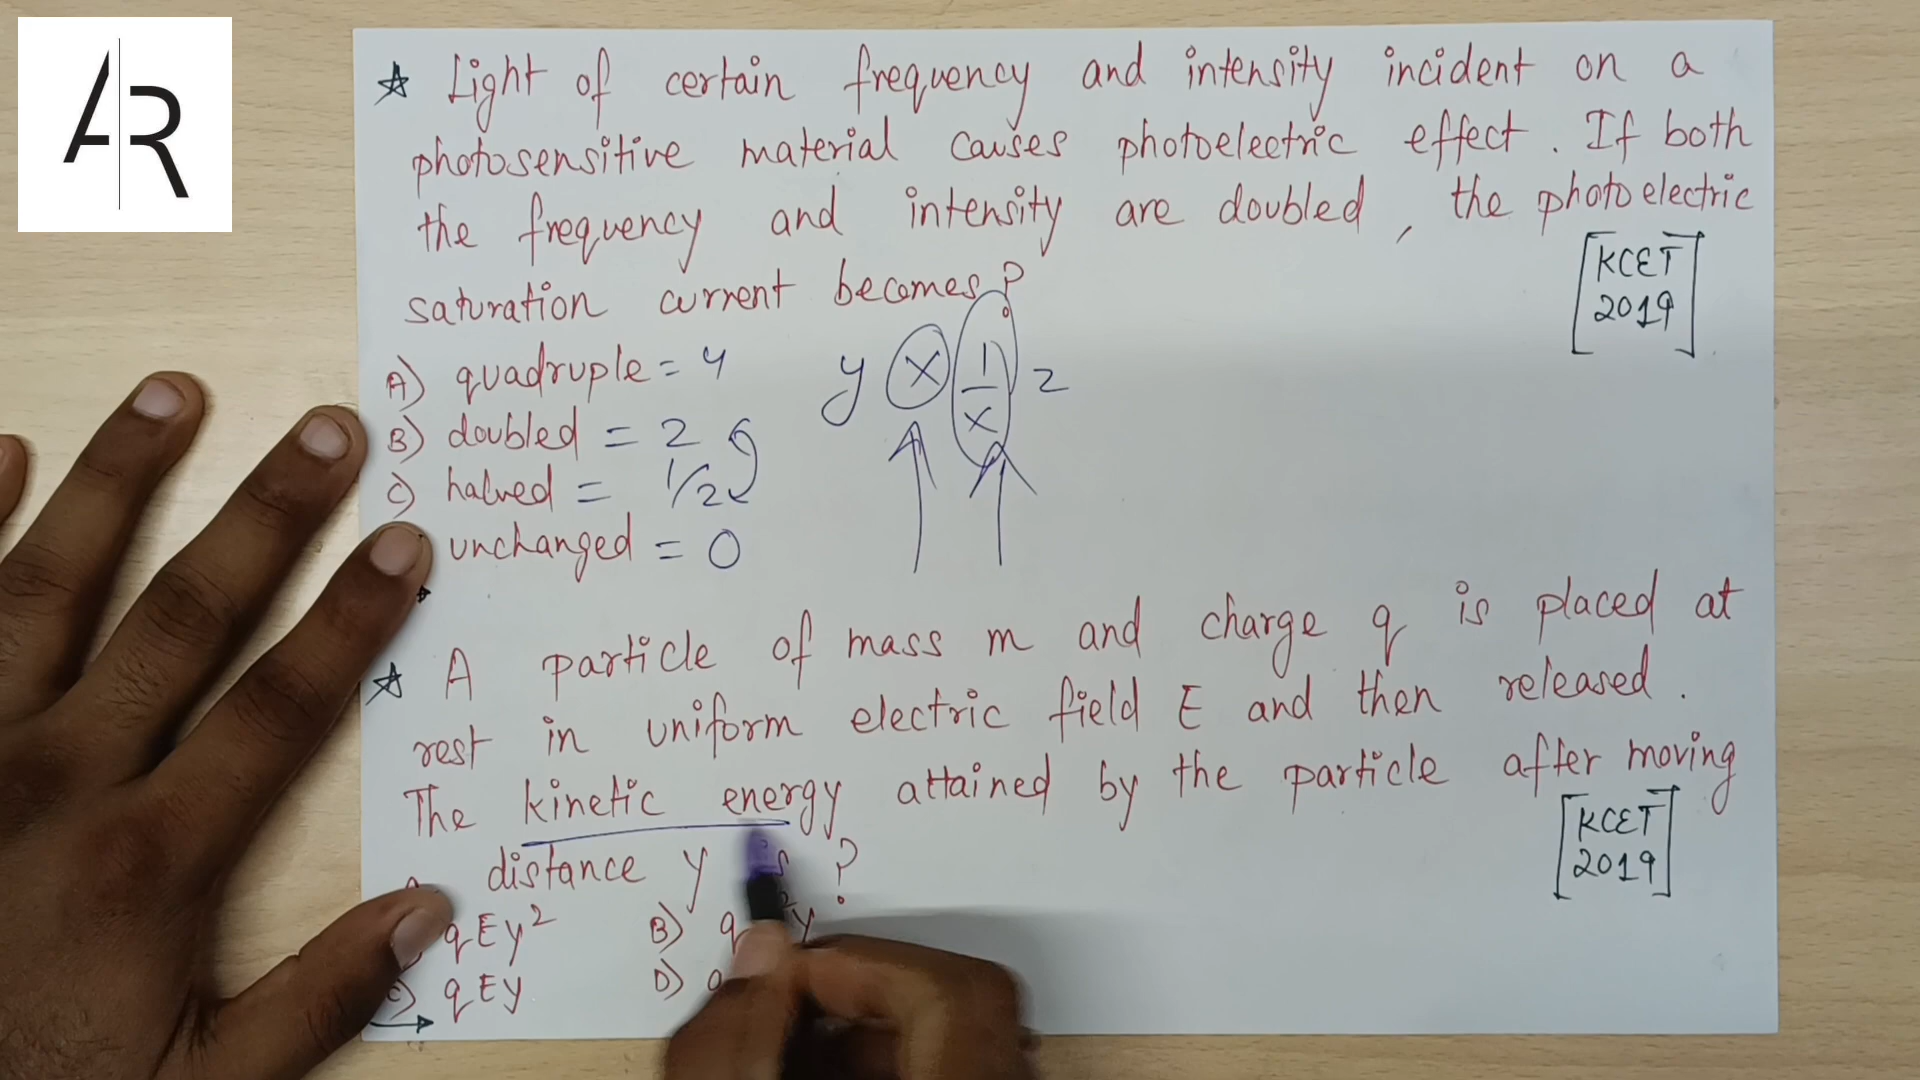 AR
★ Light of certain frequency and intensity incident on a
photosensitive material causes photoelectric effect. If both
the frequency and intensity are doubled, the photoelectric
saturation current becomes?
[KCET
2019]
A) quadruple = 4
B) doubled = 2
C) halved = 1/2
unchanged = 0
y x 1/x z
★ A particle of mass m and charge q is placed at
rest in uniform electric field E and then released.
The kinetic energy attained by the particle after moving
distance y ?
[KCET
2019]
qEy² B) q
C) qEy D)